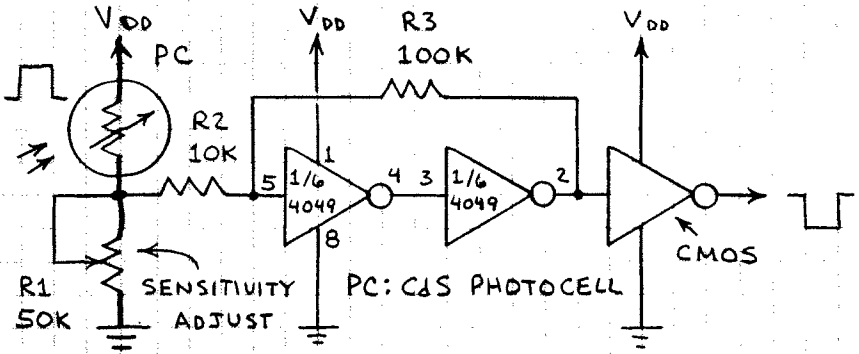 VDD
PC
R2
10K
R1
50K
SENSITIVITY
ADJUST
VDD
R3
100K
5
1/6
4049
1
8
4
3
1/6
4049
2
VDD
CMOS
PC: CdS PHOTOCELL